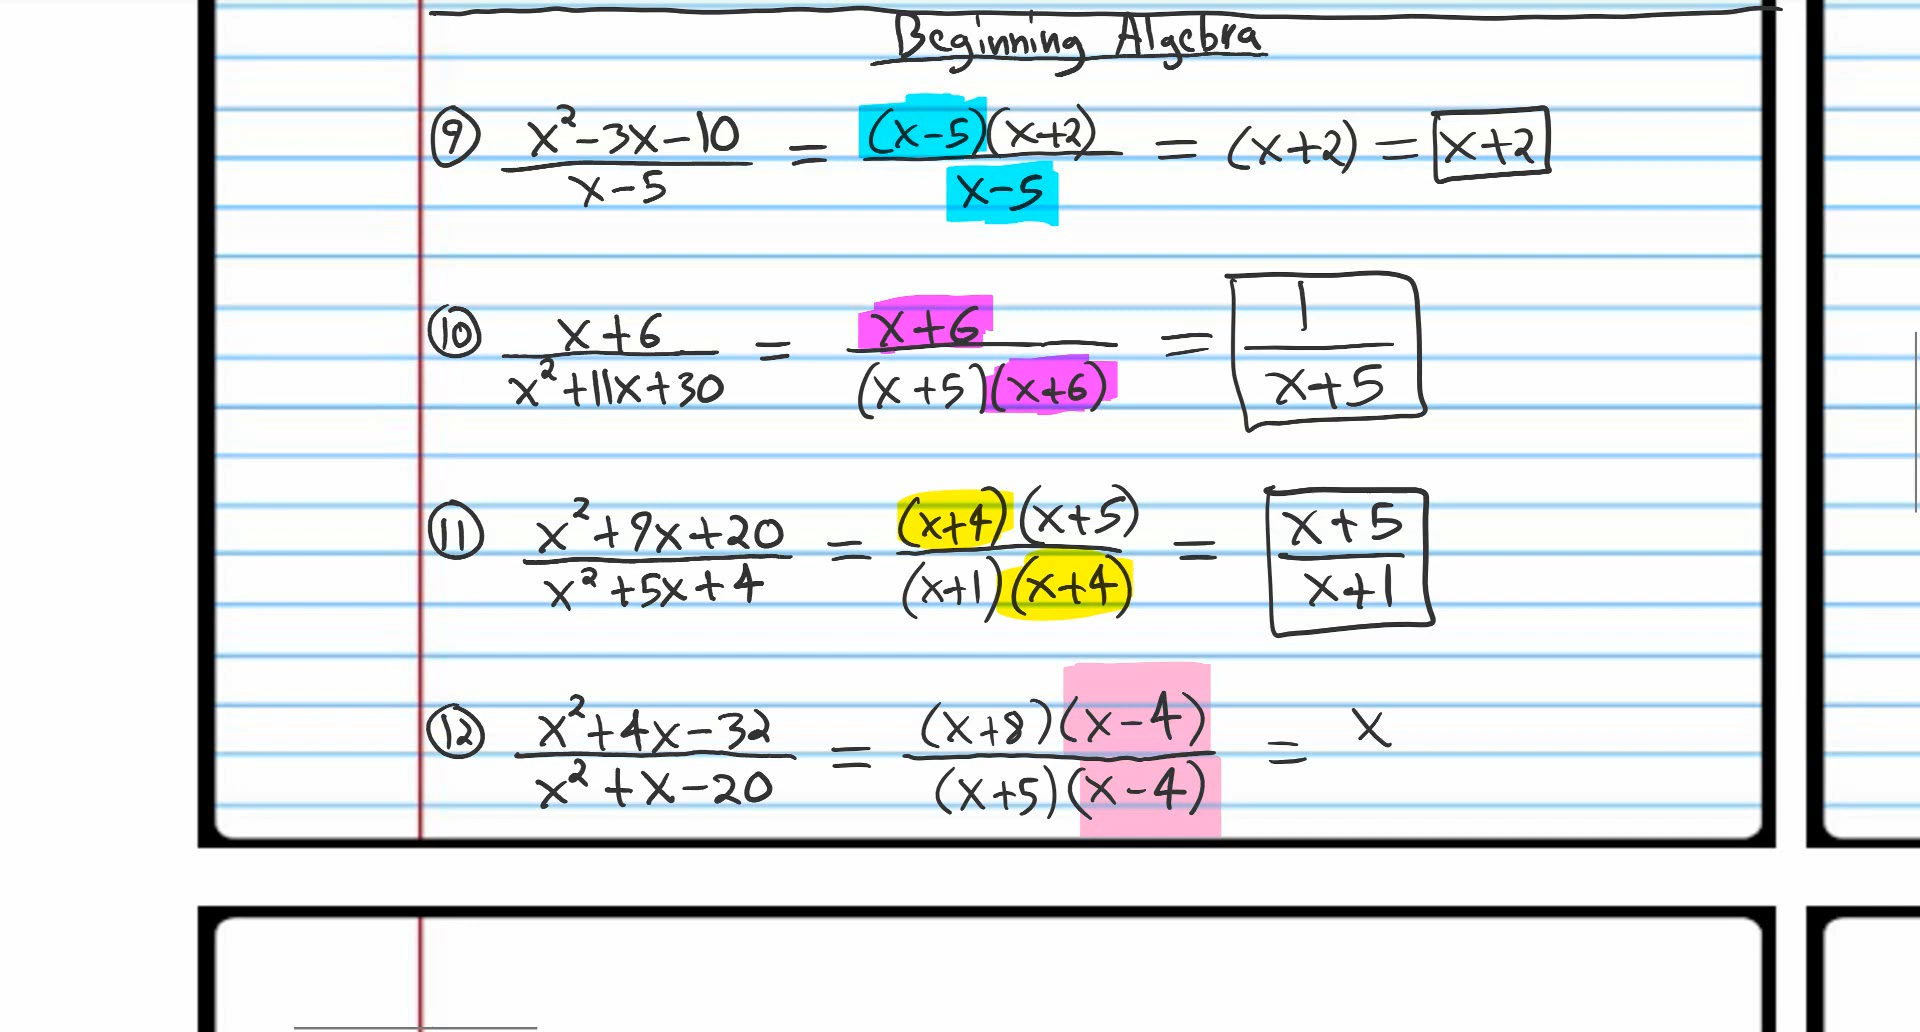 Beginning Algebra
⑨ (x²-3x-10)/(x-5) = ((x-5)(x+2))/(x-5) = (x+2) = x+2
⑩ (x+6)/(x²+11x+30) = (x+6)/((x+5)(x+6)) = 1/(x+5)
⑪ (x²+9x+20)/(x²+5x+4) = ((x+4)(x+5))/((x+1)(x+4)) = (x+5)/(x+1)
⑫ (x²+4x-32)/(x²+x-20) = ((x+8)(x-4))/((x+5)(x-4)) = x